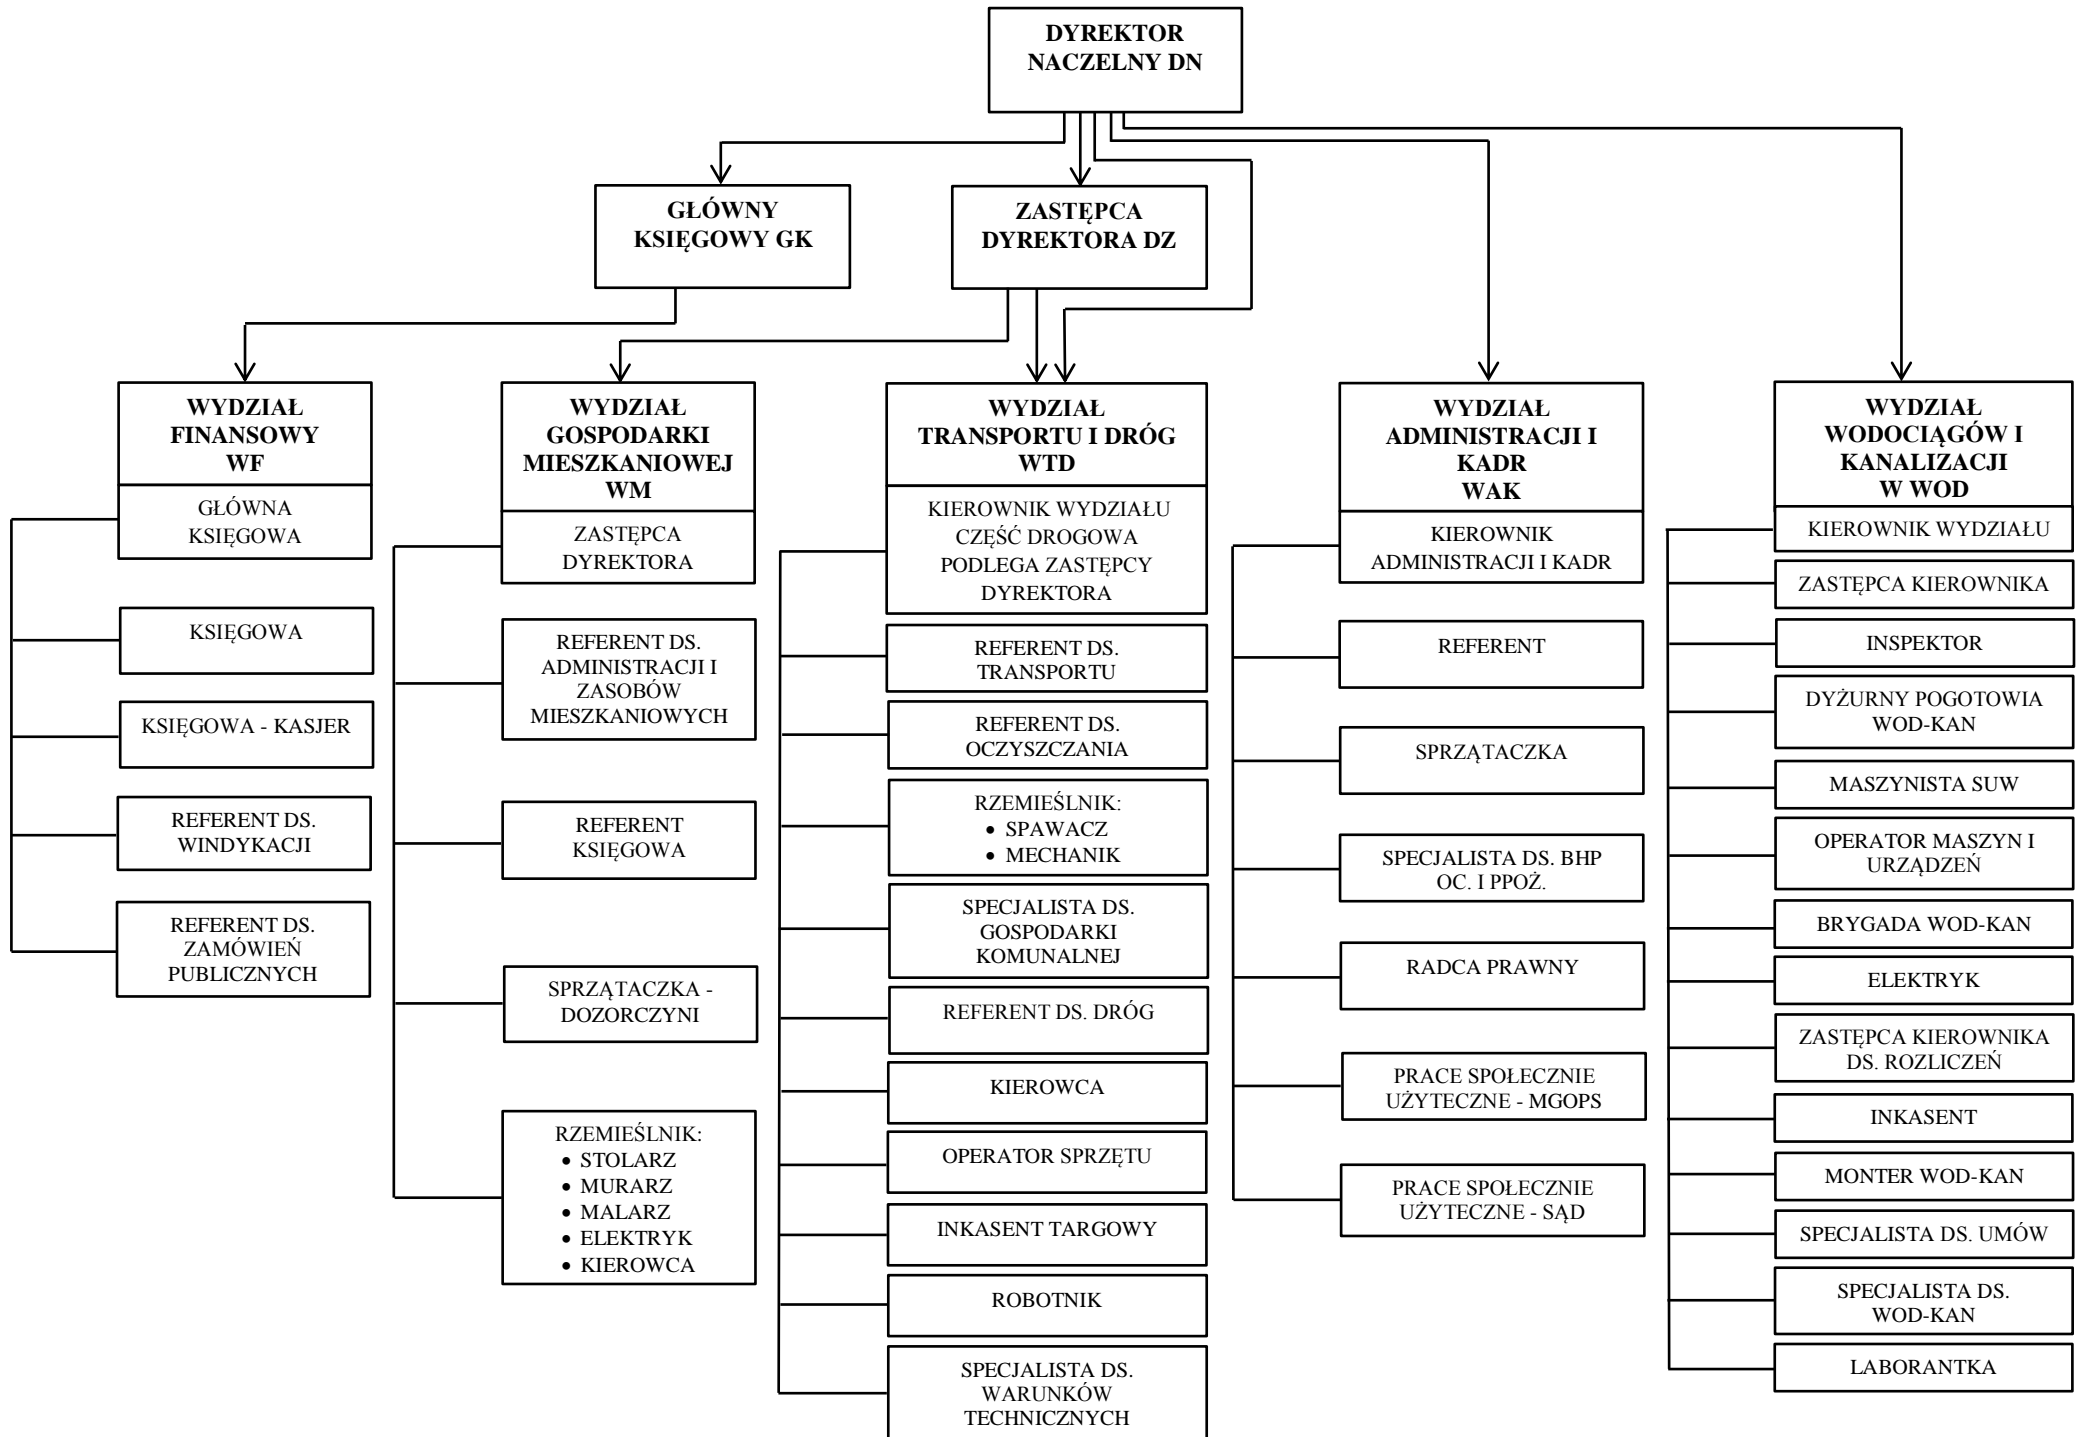 DYREKTOR
NACZELNY DN
GŁÓWNY
KSIĘGOWY GK
ZASTĘPCA
DYREKTORA DZ
WYDZIAŁ
FINANSOWY
WF
GŁÓWNA
KSIĘGOWA
KSIĘGOWA
KSIĘGOWA - KASJER
REFERENT DS.
WINDYKACJI
REFERENT DS.
ZAMÓWIEŃ
PUBLICZNYCH
WYDZIAŁ
GOSPODARKI
MIESZKANIOWEJ
WM
ZASTĘPCA
DYREKTORA
REFERENT DS.
ADMINISTRACJI I
ZASOBÓW
MIESZKANIOWYCH
REFERENT
KSIĘGOWA
SPRZĄTACZKA -
DOZORCZYNI
RZEMIEŚLNIK:
• STOLARZ
• MURARZ
• MALARZ
• ELEKTRYK
• KIEROWCA
WYDZIAŁ
TRANSPORTU I DRÓG
WTD
KIEROWNIK WYDZIAŁU
CZĘŚĆ DROGOWA
PODLEGA ZASTĘPCY
DYREKTORA
REFERENT DS.
TRANSPORTU
REFERENT DS.
OCZYSZCZANIA
RZEMIEŚLNIK:
• SPAWACZ
• MECHANIK
SPECJALISTA DS.
GOSPODARKI
KOMUNALNEJ
REFERENT DS. DRÓG
KIEROWCA
OPERATOR SPRZĘTU
INKASENT TARGOWY
ROBOTNIK
SPECJALISTA DS.
WARUNKÓW
TECHNICZNYCH
WYDZIAŁ
ADMINISTRACJI I
KADR
WAK
KIEROWNIK
ADMINISTRACJI I KADR
REFERENT
SPRZĄTACZKA
SPECJALISTA DS. BHP
OC. I PPOŻ.
RADCA PRAWNY
PRACE SPOŁECZNIE
UŻYTECZNE - MGOPS
PRACE SPOŁECZNIE
UŻYTECZNE - SĄD
WYDZIAŁ
WODOCIĄGÓW I
KANALIZACJI
W WOD
KIEROWNIK WYDZIAŁU
ZASTĘPCA KIEROWNIKA
INSPEKTOR
DYŻURNY POGOTOWIA
WOD-KAN
MASZYNISTA SUW
OPERATOR MASZYN I
URZĄDZEŃ
BRYGADA WOD-KAN
ELEKTRYK
ZASTĘPCA KIEROWNIKA
DS. ROZLICZEŃ
INKASENT
MONTER WOD-KAN
SPECJALISTA DS. UMÓW
SPECJALISTA DS.
WOD-KAN
LABORANTKA